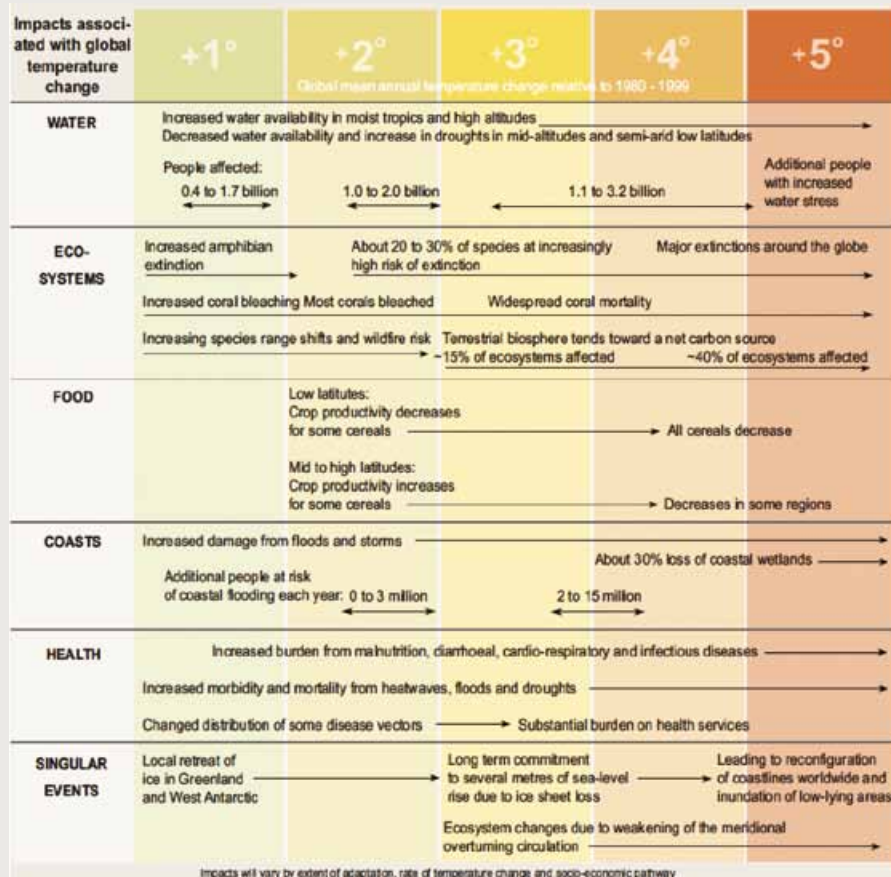 Impacts associ-
ated with global
temperature
change
+1°
+2°
+3°
+4°
+5°
Global mean annual temperature change relative to 1980 - 1999
WATER
Increased water availability in moist tropics and high altitudes
Decreased water availability and increase in droughts in mid-altitudes and semi-arid low latitudes
People affected:
0.4 to 1.7 billion
1.0 to 2.0 billion
1.1 to 3.2 billion
Additional people
with increased
water stress
ECO-
SYSTEMS
Increased amphibian
extinction
About 20 to 30% of species at increasingly
high risk of extinction
Major extinctions around the globe
Increased coral bleaching Most corals bleached
Widespread coral mortality
Increasing species range shifts and wildfire risk
Terrestrial biosphere tends toward a net carbon source
~15% of ecosystems affected
~40% of ecosystems affected
FOOD
Low latitutes:
Crop productivity decreases
for some cereals
All cereals decrease
Mid to high latitudes:
Crop productivity increases
for some cereals
Decreases in some regions
COASTS
Increased damage from floods and storms
About 30% loss of coastal wetlands
Additional people at risk
of coastal flooding each year: 0 to 3 million
2 to 15 million
HEALTH
Increased burden from malnutrition, diarrhoeal, cardio-respiratory and infectious diseases
Increased morbidity and mortality from heatwaves, floods and droughts
Changed distribution of some disease vectors
Substantial burden on health services
SINGULAR
EVENTS
Local retreat of
ice in Greenland
and West Antarctic
Long term commitment
to several metres of sea-level
rise due to ice sheet loss
Leading to reconfiguration
of coastlines worldwide and
inundation of low-lying areas
Ecosystem changes due to weakening of the meridional
overturning circulation
Impacts will vary by extent of adaptation, rate of temperature change and socio-economic pathway